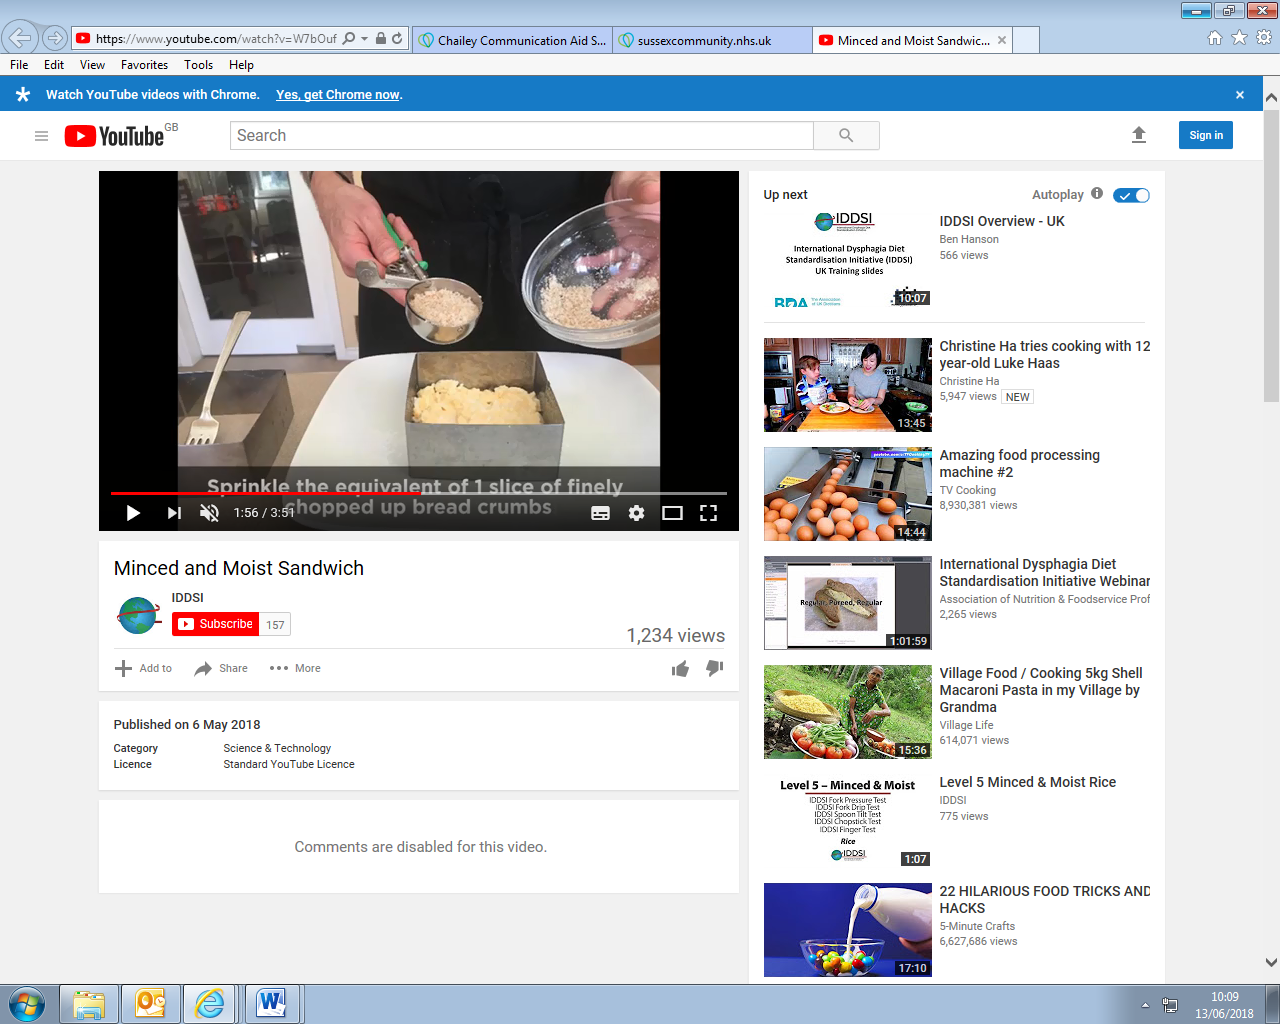 https://www.youtube.com/watch?v=W7bOuf
Chailey Communication Aid S...
sussexcommunity.nhs.uk
Minced and Moist Sandwic...
File Edit View Favorites Tools Help
Watch YouTube videos with Chrome. Yes, get Chrome now.
YouTube GB
Search
Sign in
Sprinkle the equivalent of 1 slice of finely
chopped up bread crumbs
1:56 / 3:51
Minced and Moist Sandwich
IDDSI
Subscribe 157
1,234 views
Add to Share More
Published on 6 May 2018
Category Science & Technology
Licence Standard YouTube Licence
Comments are disabled for this video.
Up next Autoplay
IDDSI
International Dysphagia Diet
Standardisation Initiative (IDDSI)
UK Training slides
BDA The Association of UK Dietitians
10:07
IDDSI Overview - UK
Ben Hanson
566 views
13:45
Christine Ha tries cooking with 12
year-old Luke Haas
Christine Ha
5,947 views NEW
14:44
Amazing food processing
machine #2
TV Cooking
8,930,381 views
Regular, Pureed, Regular
1:01:59
International Dysphagia Diet
Standardisation Initiative Webinar
Association of Nutrition & Foodservice Prof
2,265 views
15:36
Village Food / Cooking 5kg Shell
Macaroni Pasta in my Village by
Grandma
Village Life
614,071 views
Level 5 – Minced & Moist
IDDSI Fork Pressure Test
IDDSI Fork Drip Test
IDDSI Spoon Tilt Test
IDDSI Chopstick Test
IDDSI Finger Test
Rice
IDDSI
1:07
Level 5 Minced & Moist Rice
IDDSI
775 views
17:10
22 HILARIOUS FOOD TRICKS AND
HACKS
5-Minute Crafts
6,627,686 views
10:09
13/06/2018